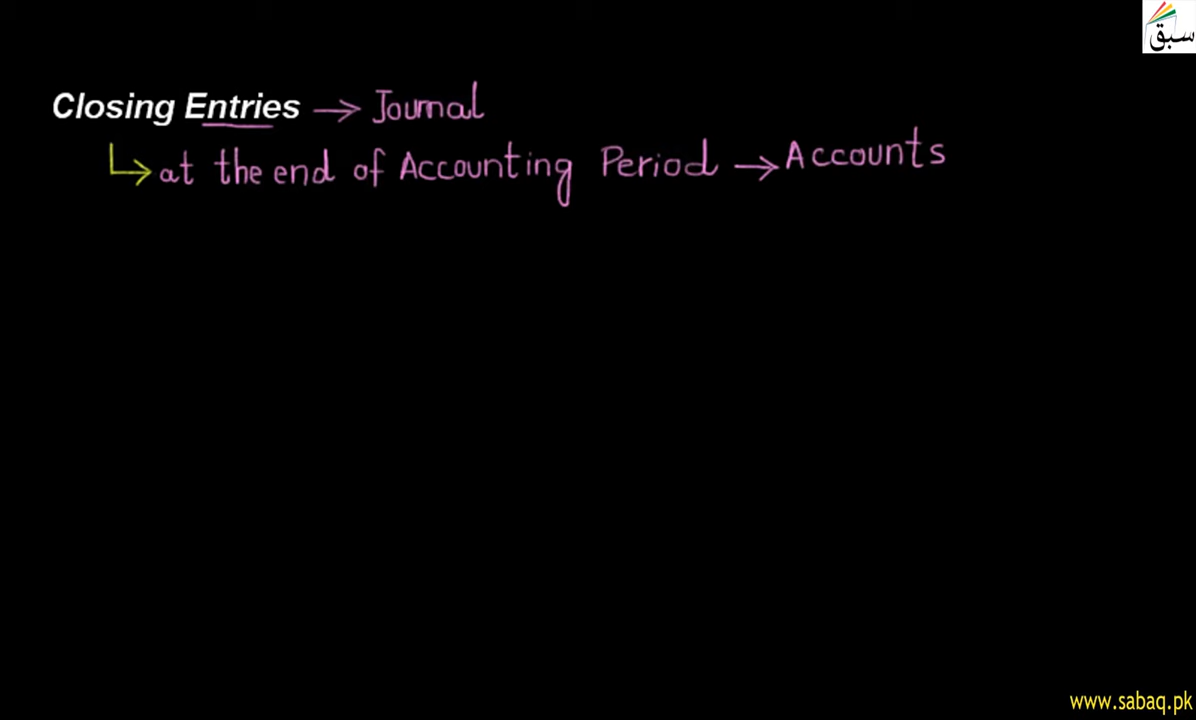 سبق
Closing Entries → Journal
↳ at the end of Accounting Period → Accounts
www.sabaq.pk